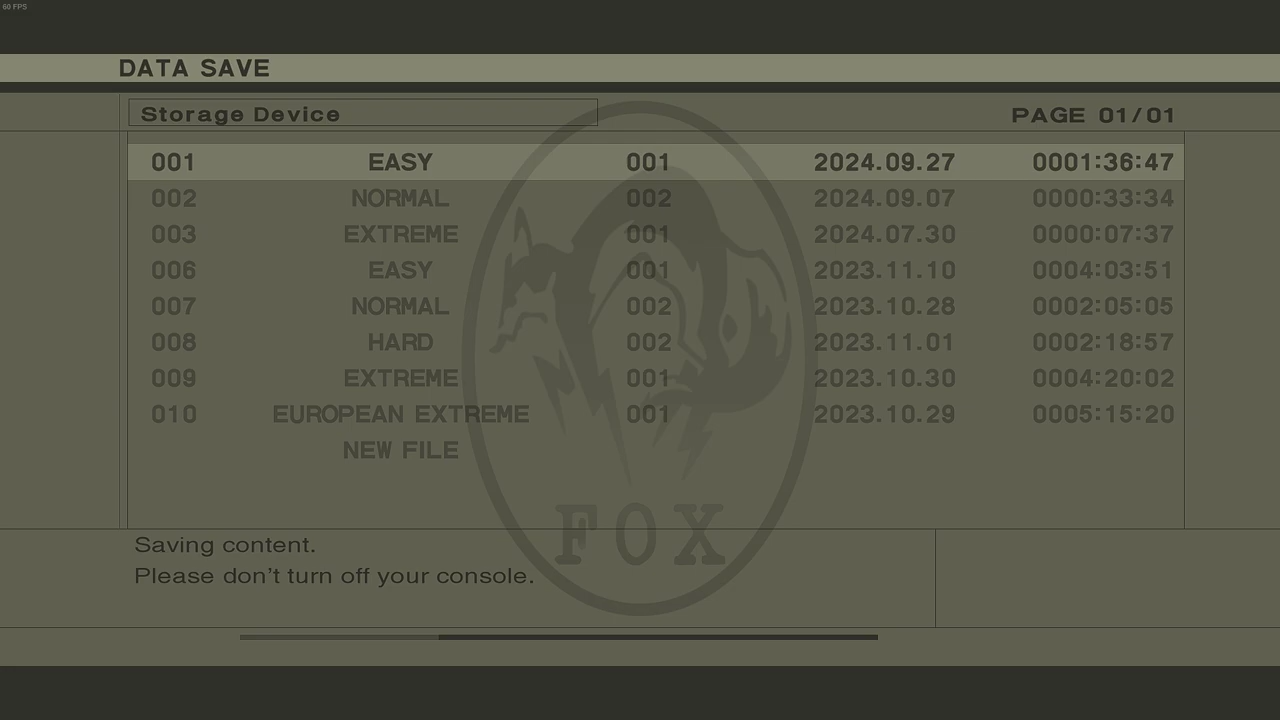 60 FPS
DATA SAVE
Storage Device PAGE 01/01
001 EASY 001 2024.09.27 0001:36:47
002 NORMAL 002 2024.09.07 0000:33:34
003 EXTREME 001 2024.07.30 0000:07:37
006 EASY 001 2023.11.10 0004:03:51
007 NORMAL 002 2023.10.28 0002:05:05
008 HARD 002 2023.11.01 0002:18:57
009 EXTREME 001 2023.10.30 0004:20:02
010 EUROPEAN EXTREME 001 2023.10.29 0005:15:20
NEW FILE
FOX
Saving content.
Please don’t turn off your console.